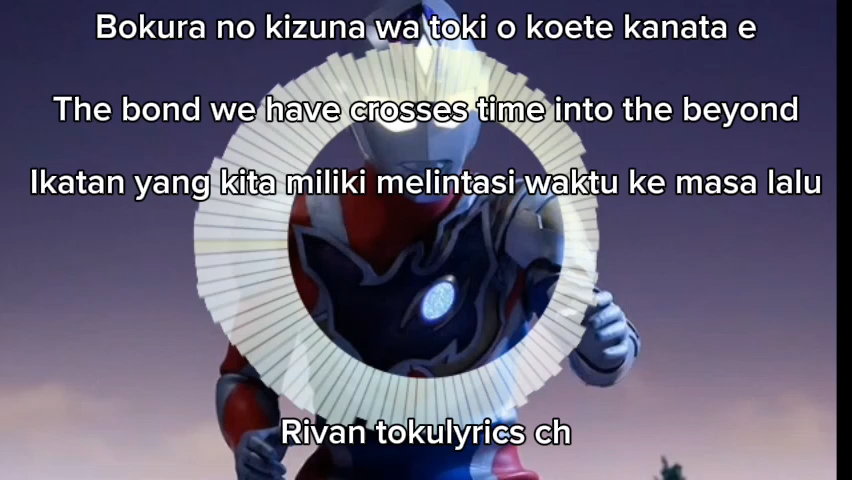 Bokura no kizuna wa toki o koete kanata e
The bond we have crosses time into the beyond
Ikatan yang kita miliki melintasi waktu ke masa lalu
Rivan tokulyrics ch